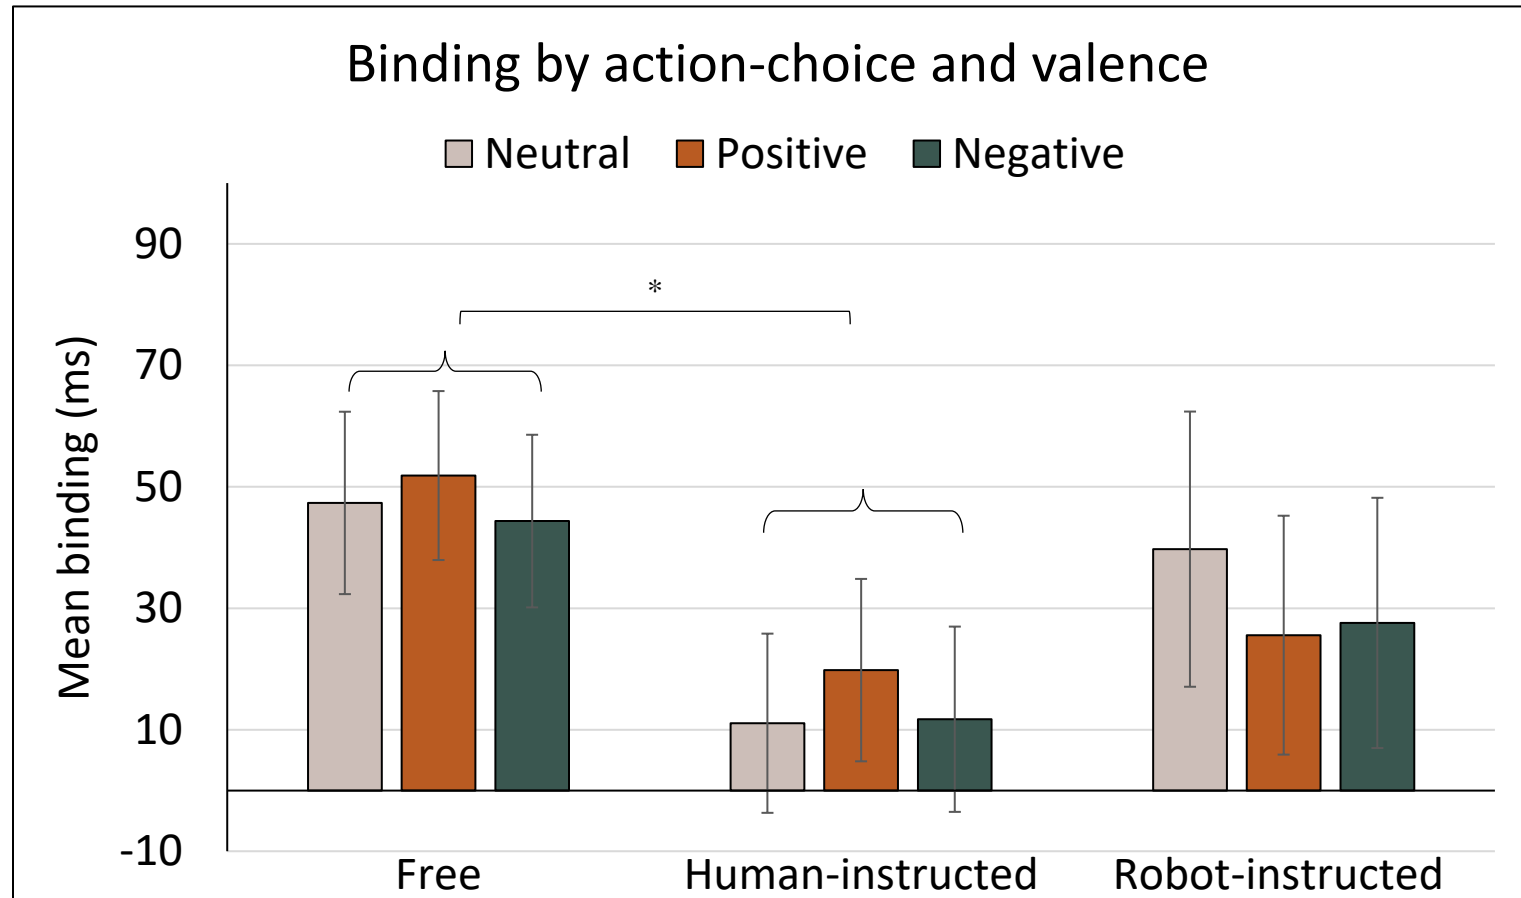 Binding by action-choice and valence
Neutral Positive Negative
90
*
70
50
30
10
-10
Mean binding (ms)
Free Human-instructed Robot-instructed